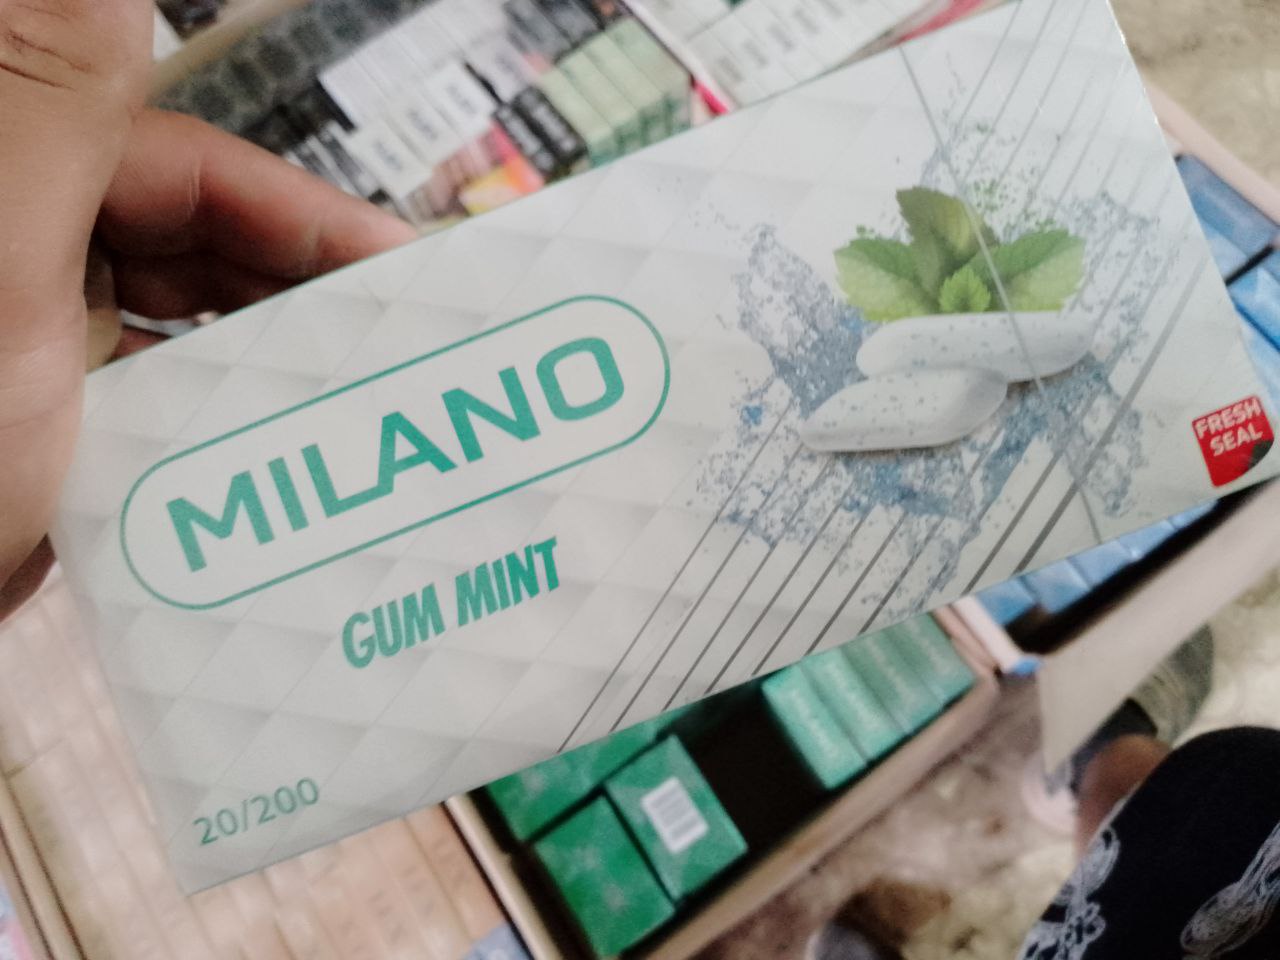 MILANO
GUM MINT
20/200
FRESH
SEAL